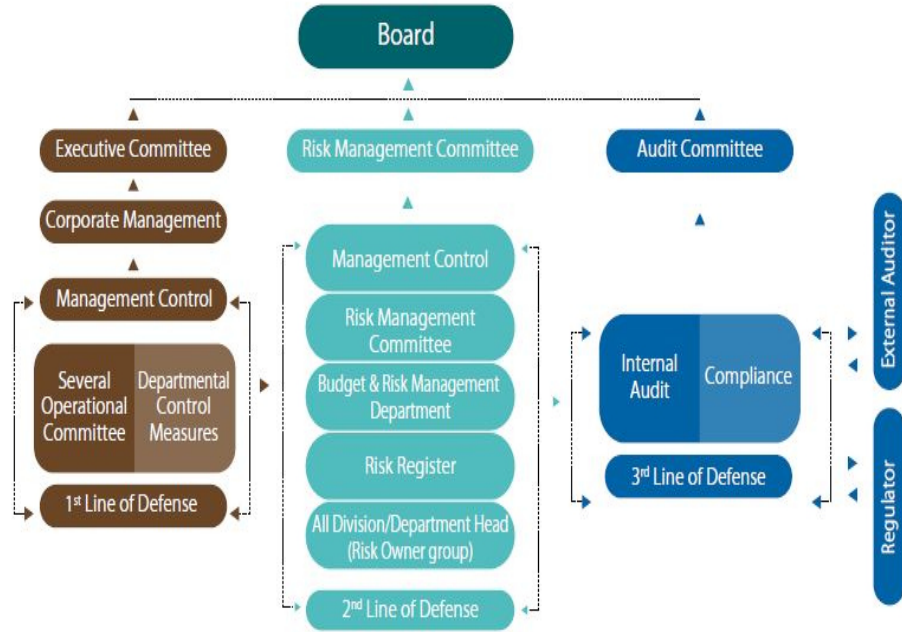 Board
Executive Committee
Risk Management Committee
Audit Committee
Corporate Management
Management Control
Several
Operational
Committee
Departmental
Control
Measures
1st Line of Defense
Management Control
Risk Management
Committee
Budget & Risk Management
Department
Risk Register
All Division/Department Head
(Risk Owner group)
2nd Line of Defense
Internal
Audit
Compliance
3rd Line of Defense
External Auditor
Regulator